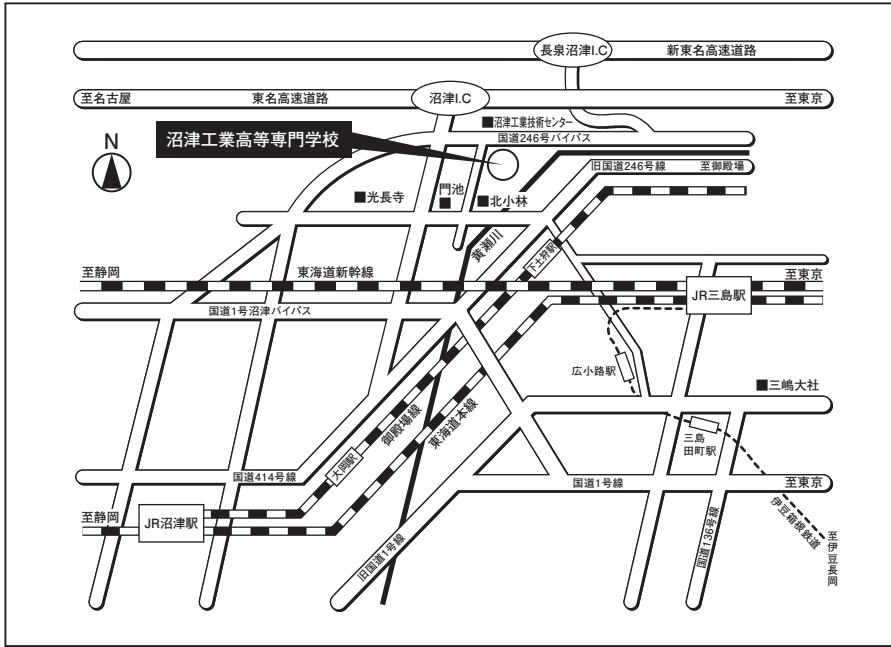 長泉沼津I.C
新東名高速道路
至名古屋
東名高速道路
沼津I.C
至東京
■沼津工業技術センター
国道246号バイパス
沼津工業高等専門学校
N
旧国道246号線
至御殿場
■光長寺
門池
■
■北小林
黄瀬川
下土狩駅
至静岡
東海道新幹線
至東京
JR三島駅
国道1号沼津バイパス
広小路駅
■三嶋大社
御殿場線
東海道本線
三島
田町駅
大岡駅
国道414号線
国道1号線
至東京
至静岡
JR沼津駅
旧国道1号線
国道136号線
伊豆箱根鉄道
至伊豆長岡